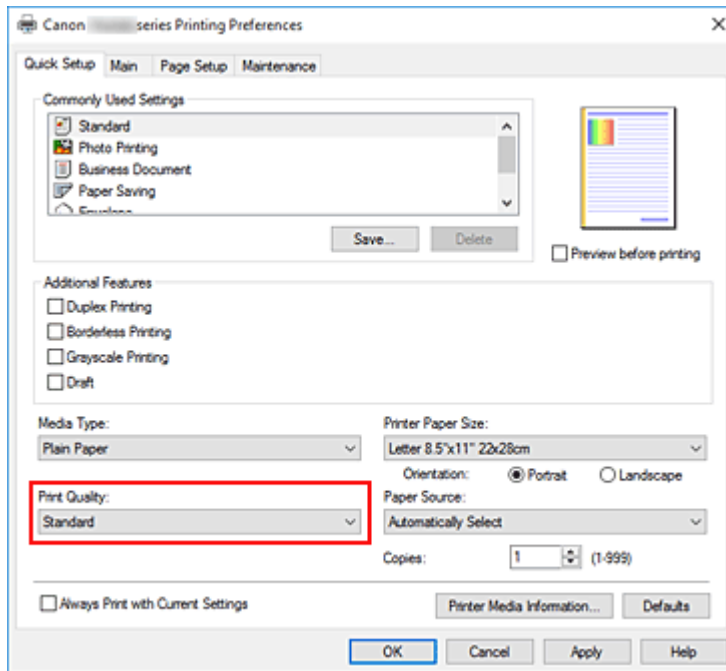 Canon series Printing Preferences
Quick Setup Main Page Setup Maintenance
Commonly Used Settings
Standard
Photo Printing
Business Document
Paper Saving
Envelope
Save... Delete
Preview before printing
Additional Features
Duplex Printing
Borderless Printing
Grayscale Printing
Draft
Media Type: Printer Paper Size:
Plain Paper Letter 8.5"x11" 22x28cm
Orientation: Portrait Landscape
Print Quality: Paper Source:
Standard Automatically Select
Copies: 1 (1-999)
Always Print with Current Settings Printer Media Information... Defaults
OK Cancel Apply Help